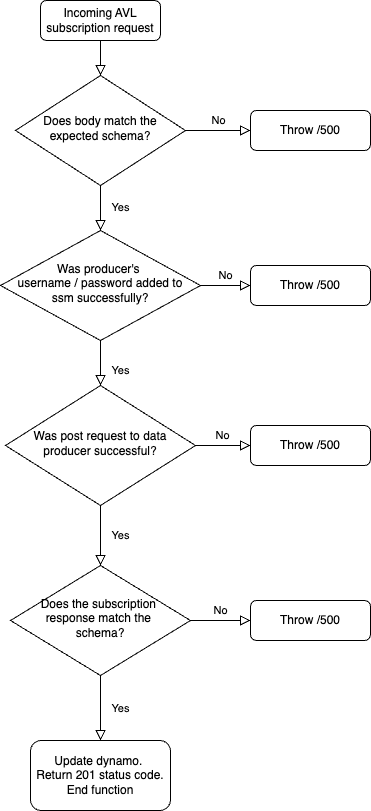 Incoming AVL
subscription request
Does body match the
expected schema?
No
Throw /500
Yes
Was producer's
username / password added to
ssm successfully?
No
Throw /500
Yes
Was post request to data
producer successful?
No
Throw /500
Yes
Does the subscription
response match the
schema?
No
Throw /500
Yes
Update dynamo.
Return 201 status code.
End function